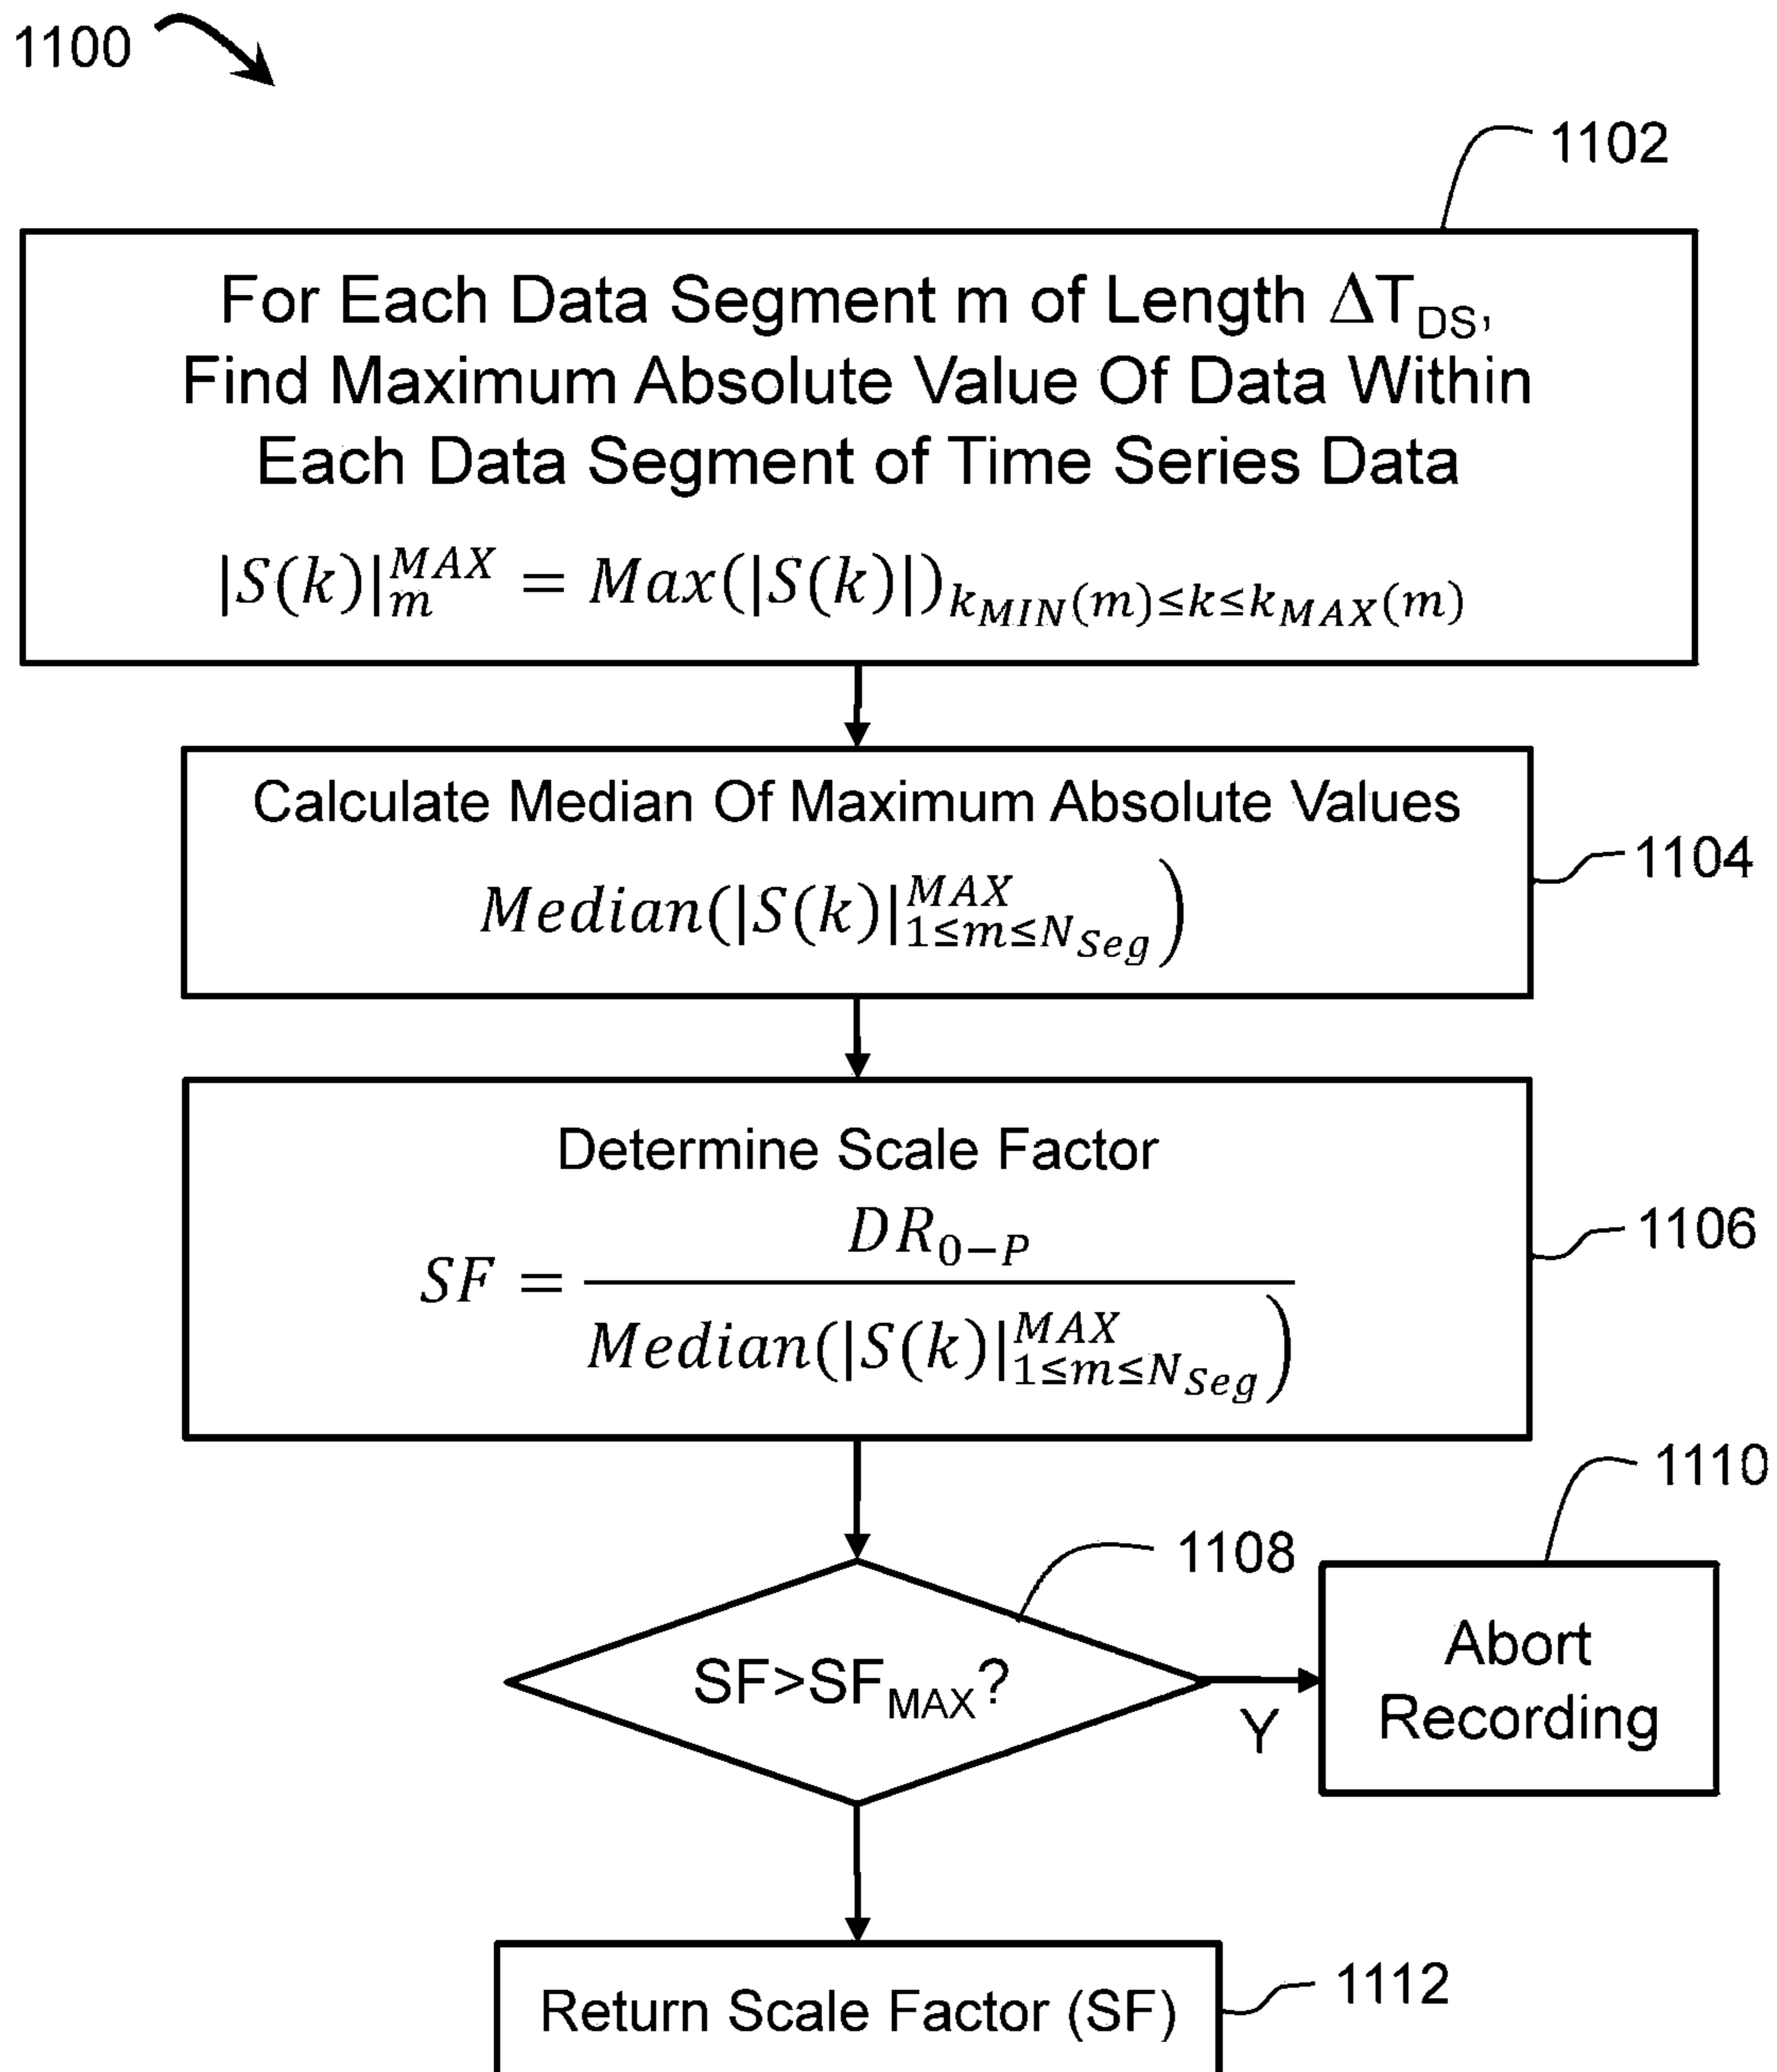 1100
1102
For Each Data Segment m of Length ΔT_DS,
Find Maximum Absolute Value Of Data Within
Each Data Segment of Time Series Data
|S(k)|_m^MAX = Max(|S(k)|)_{k_MIN(m)≤k≤k_MAX(m)}
Calculate Median Of Maximum Absolute Values
1104
Median(|S(k)|_{1≤m≤N_Seg}^MAX)
Determine Scale Factor
1106
SF = DR_{0−P} / Median(|S(k)|_{1≤m≤N_Seg}^MAX)
1110
1108
SF>SF_MAX?
Y
Abort
Recording
1112
Return Scale Factor (SF)